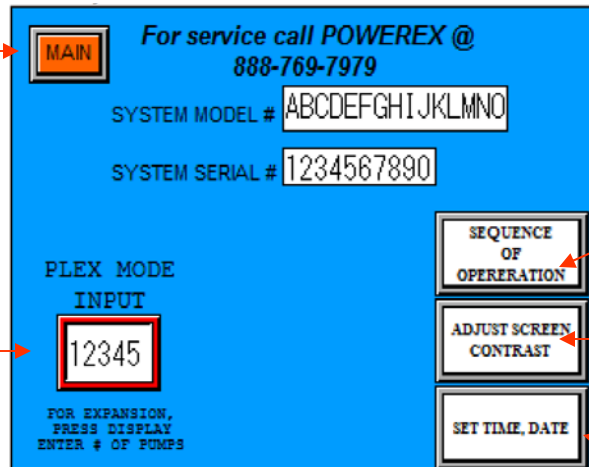 MAIN
For service call POWEREX @
888-769-7979
SYSTEM MODEL # ABCDEFGHIJKLMNO
SYSTEM SERIAL # 1234567890
SEQUENCE
OF
OPERERATION
PLEX MODE
INPUT
12345
ADJUST SCREEN
CONTRAST
FOR EXPANSION,
PRESS DISPLAY
ENTER # OF PUMPS
SET TIME, DATE